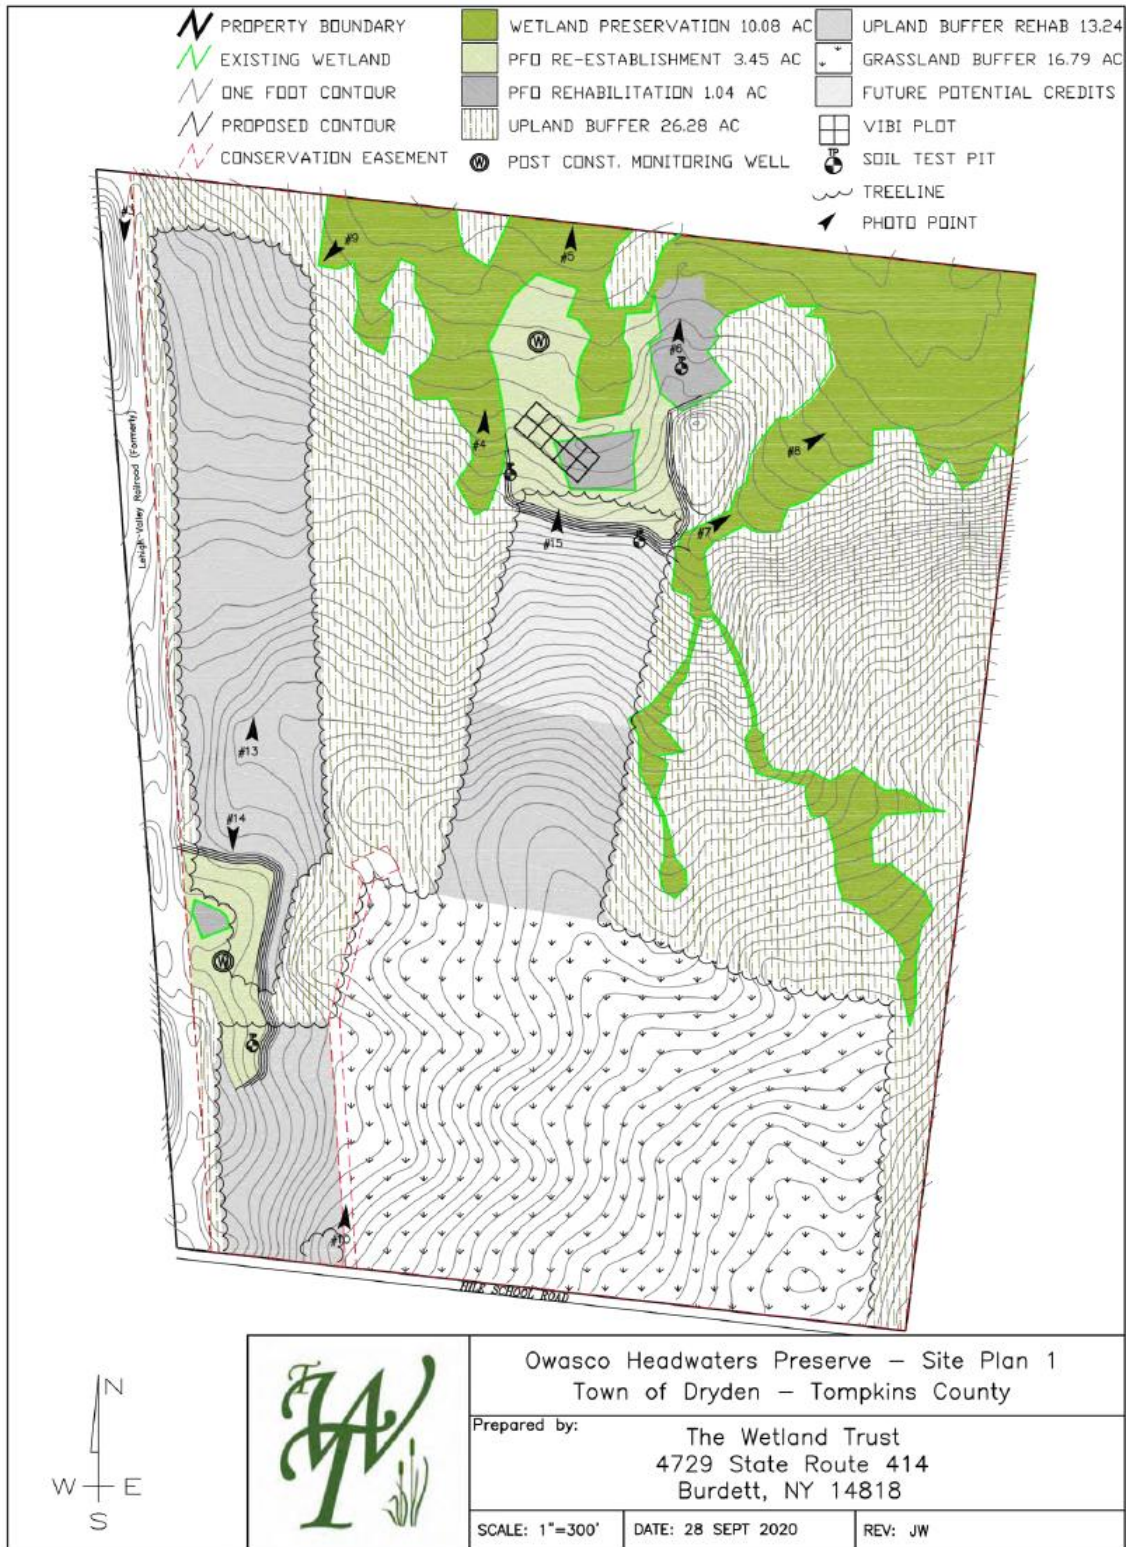 PROPERTY BOUNDARY
EXISTING WETLAND
ONE FOOT CONTOUR
PROPOSED CONTOUR
CONSERVATION EASEMENT
WETLAND PRESERVATION 10.08 AC
PFO RE-ESTABLISHMENT 3.45 AC
PFO REHABILITATION 1.04 AC
UPLAND BUFFER 26.28 AC
W POST CONST. MONITORING WELL
UPLAND BUFFER REHAB 13.24
GRASSLAND BUFFER 16.79 AC
FUTURE POTENTIAL CREDITS
VIBI PLOT
TP SOIL TEST PIT
TREELINE
PHOTO POINT
#3
#9
#5
W
#6
#4
#8
#7
#15
Lehigh Valley Railroad (Formerly)
#13
#14
W
#10
HILE SCHOOL ROAD
N
W E
S
TWT
Owasco Headwaters Preserve - Site Plan 1
Town of Dryden - Tompkins County
Prepared by:
The Wetland Trust
4729 State Route 414
Burdett, NY 14818
SCALE: 1"=300'
DATE: 28 SEPT 2020
REV: JW